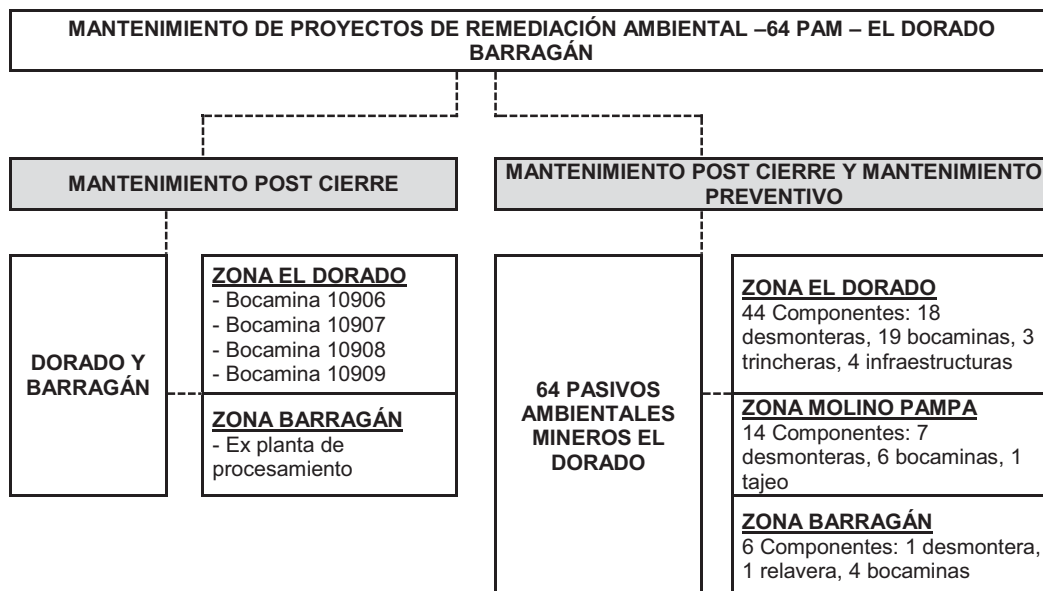 MANTENIMIENTO DE PROYECTOS DE REMEDIACIÓN AMBIENTAL –64 PAM – EL DORADO
BARRAGÁN
MANTENIMIENTO POST CIERRE
MANTENIMIENTO POST CIERRE Y MANTENIMIENTO
PREVENTIVO
DORADO Y
BARRAGÁN
ZONA EL DORADO
- Bocamina 10906
- Bocamina 10907
- Bocamina 10908
- Bocamina 10909
ZONA BARRAGÁN
- Ex planta de
procesamiento
64 PASIVOS
AMBIENTALES
MINEROS EL
DORADO
ZONA EL DORADO
44 Componentes: 18
desmonteras, 19 bocaminas, 3
trincheras, 4 infraestructuras
ZONA MOLINO PAMPA
14 Componentes: 7
desmonteras, 6 bocaminas, 1
tajeo
ZONA BARRAGÁN
6 Componentes: 1 desmontera,
1 relavera, 4 bocaminas